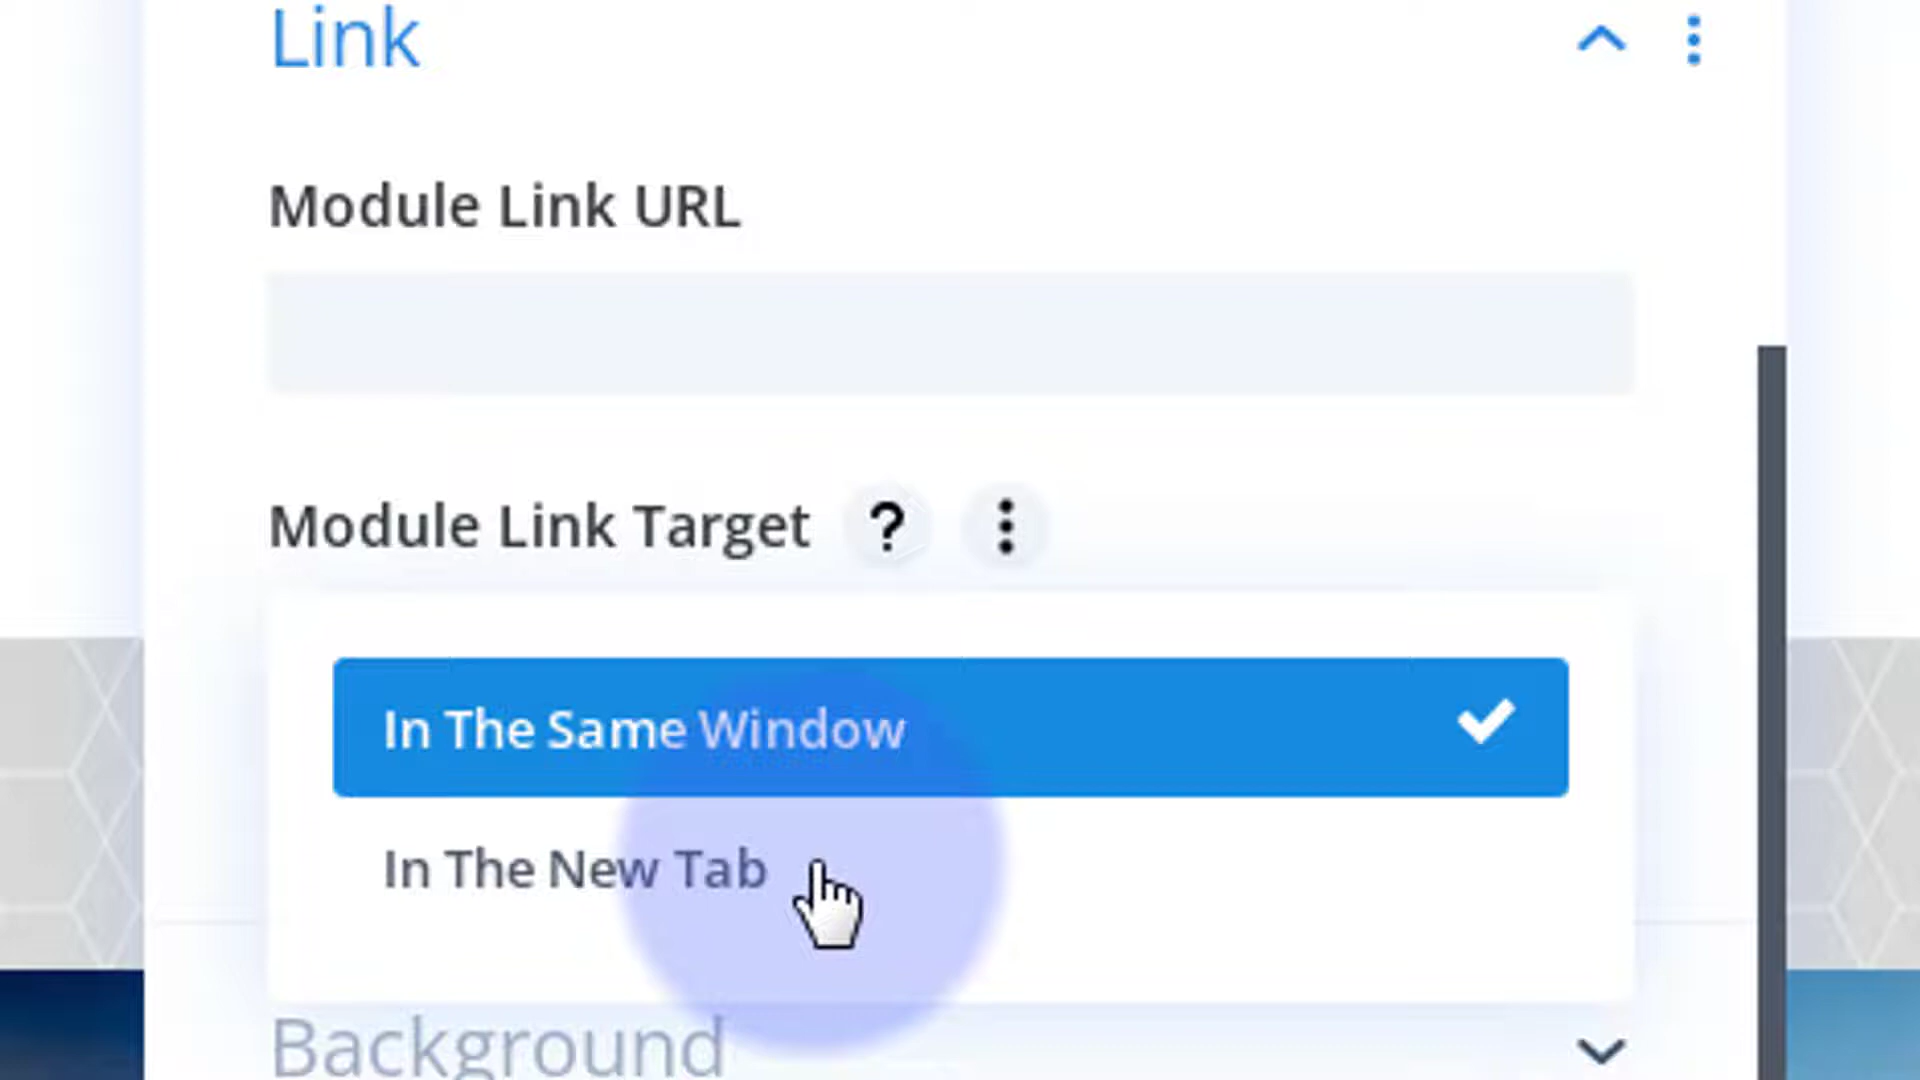 Link
Module Link URL
Module Link Target ?
In The Same Window
In The New Tab
Background